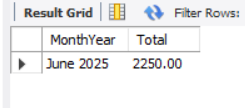 Result Grid Filter Rows:
MonthYear Total
June 2025 2250.00